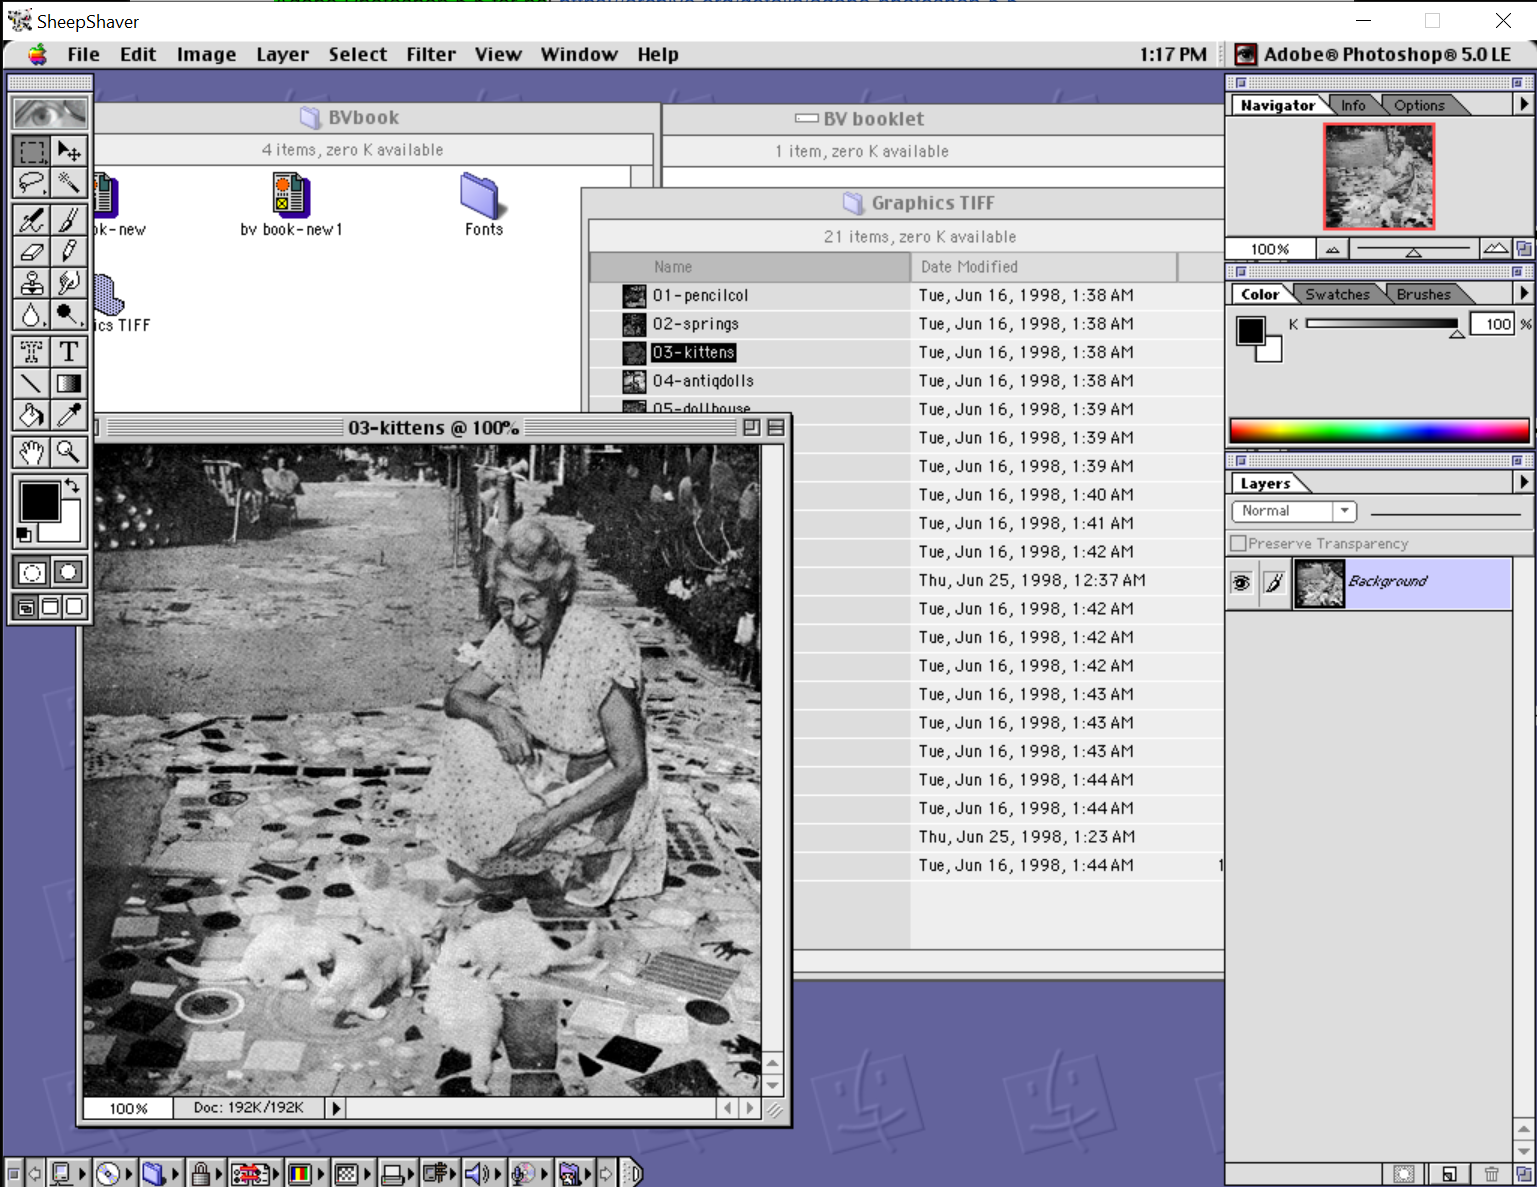 SheepShaver
File Edit Image Layer Select Filter View Window Help
1:17 PM
Adobe® Photoshop® 5.0 LE
BVbook
4 items, zero K available
ok-new
bv book-new1
Fonts
cs TIFF
BV booklet
1 item, zero K available
Graphics TIFF
21 items, zero K available
Name Date Modified
01-pencilcol Tue, Jun 16, 1998, 1:38 AM
02-springs Tue, Jun 16, 1998, 1:38 AM
03-kittens Tue, Jun 16, 1998, 1:38 AM
04-antiqdolls Tue, Jun 16, 1998, 1:38 AM
05-dollhouse Tue, Jun 16, 1998, 1:39 AM
Tue, Jun 16, 1998, 1:39 AM
Tue, Jun 16, 1998, 1:39 AM
Tue, Jun 16, 1998, 1:40 AM
Tue, Jun 16, 1998, 1:41 AM
Tue, Jun 16, 1998, 1:42 AM
Thu, Jun 25, 1998, 12:37 AM
Tue, Jun 16, 1998, 1:42 AM
Tue, Jun 16, 1998, 1:42 AM
Tue, Jun 16, 1998, 1:42 AM
Tue, Jun 16, 1998, 1:43 AM
Tue, Jun 16, 1998, 1:43 AM
Tue, Jun 16, 1998, 1:43 AM
Tue, Jun 16, 1998, 1:44 AM
Tue, Jun 16, 1998, 1:44 AM
Thu, Jun 25, 1998, 1:23 AM
Tue, Jun 16, 1998, 1:44 AM 1
03-kittens @ 100%
100% Doc: 192K/192K
Navigator Info Options
100%
Color Swatches Brushes
K 100 %
Layers
Normal
Preserve Transparency
Background